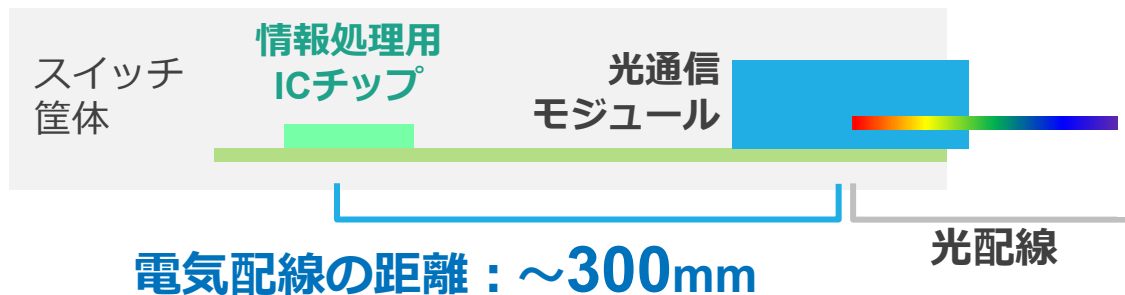 スイッチ
筐体
情報処理用
ICチップ
光通信
モジュール
電気配線の距離：～300mm
光配線